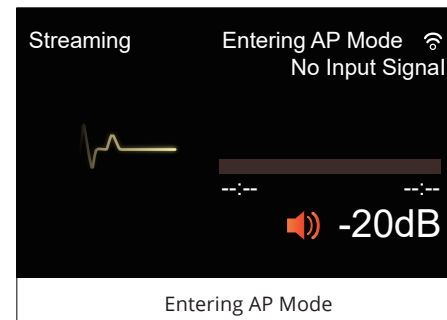 Streaming
Entering AP Mode
No Input Signal
--:--
--:--
-20dB
Entering AP Mode